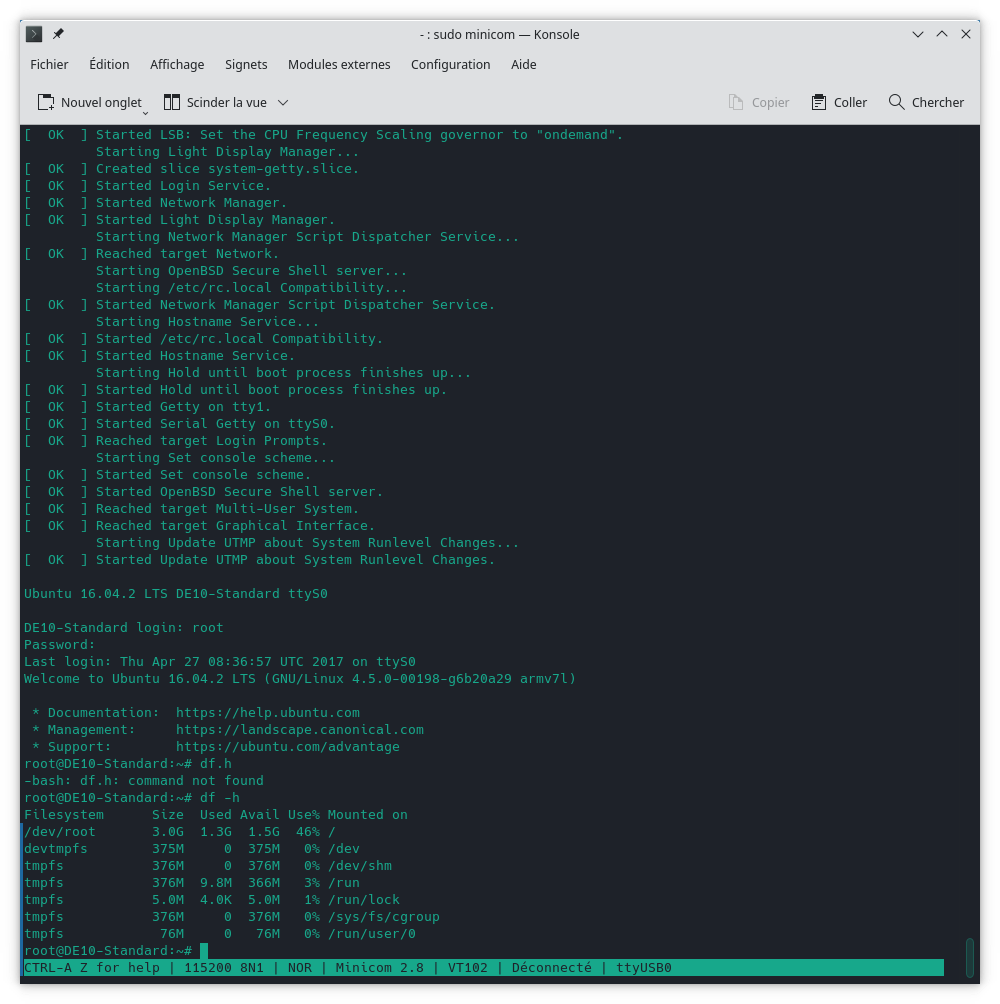 - : sudo minicom — Konsole
Fichier Édition Affichage Signets Modules externes Configuration Aide
Nouvel onglet Scinder la vue Copier Coller Chercher
[  OK  ] Started LSB: Set the CPU Frequency Scaling governor to "ondemand".
         Starting Light Display Manager...
[  OK  ] Created slice system-getty.slice.
[  OK  ] Started Login Service.
[  OK  ] Started Network Manager.
[  OK  ] Started Light Display Manager.
         Starting Network Manager Script Dispatcher Service...
[  OK  ] Reached target Network.
         Starting OpenBSD Secure Shell server...
         Starting /etc/rc.local Compatibility...
[  OK  ] Started Network Manager Script Dispatcher Service.
         Starting Hostname Service...
[  OK  ] Started /etc/rc.local Compatibility.
[  OK  ] Started Hostname Service.
         Starting Hold until boot process finishes up...
[  OK  ] Started Hold until boot process finishes up.
[  OK  ] Started Getty on tty1.
[  OK  ] Started Serial Getty on ttyS0.
[  OK  ] Reached target Login Prompts.
         Starting Set console scheme...
[  OK  ] Started Set console scheme.
[  OK  ] Started OpenBSD Secure Shell server.
[  OK  ] Reached target Multi-User System.
[  OK  ] Reached target Graphical Interface.
         Starting Update UTMP about System Runlevel Changes...
[  OK  ] Started Update UTMP about System Runlevel Changes.
Ubuntu 16.04.2 LTS DE10-Standard ttyS0
DE10-Standard login: root
Password:
Last login: Thu Apr 27 08:36:57 UTC 2017 on ttyS0
Welcome to Ubuntu 16.04.2 LTS (GNU/Linux 4.5.0-00198-g6b20a29 armv7l)
 * Documentation:  https://help.ubuntu.com
 * Management:     https://landscape.canonical.com
 * Support:        https://ubuntu.com/advantage
root@DE10-Standard:~# df.h
-bash: df.h: command not found
root@DE10-Standard:~# df -h
Filesystem      Size  Used Avail Use% Mounted on
/dev/root       3.0G  1.3G  1.5G  46% /
devtmpfs        375M     0  375M   0% /dev
tmpfs           376M     0  376M   0% /dev/shm
tmpfs           376M  9.8M  366M   3% /run
tmpfs           5.0M  4.0K  5.0M   1% /run/lock
tmpfs           376M     0  376M   0% /sys/fs/cgroup
tmpfs            76M     0   76M   0% /run/user/0
root@DE10-Standard:~#
CTRL-A Z for help | 115200 8N1 | NOR | Minicom 2.8 | VT102 | Déconnecté | ttyUSB0